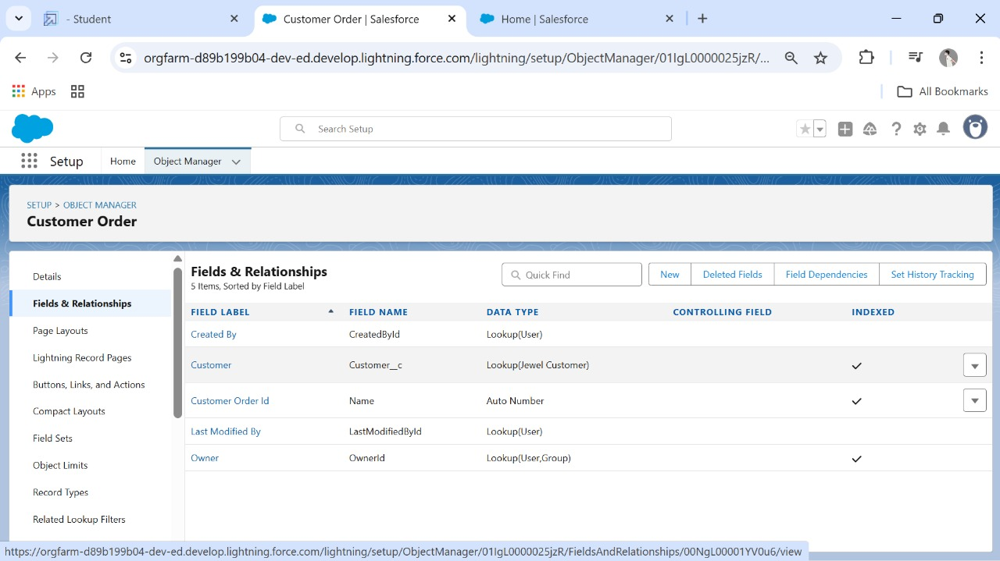 - Student
Customer Order | Salesforce
Home | Salesforce
orgfarm-d89b199b04-dev-ed.develop.lightning.force.com/lightning/setup/ObjectManager/01IgL0000025jzR/...
Apps
All Bookmarks
Search Setup
Setup
Home
Object Manager
SETUP > OBJECT MANAGER
Customer Order
Details
Fields & Relationships
Page Layouts
Lightning Record Pages
Buttons, Links, and Actions
Compact Layouts
Field Sets
Object Limits
Record Types
Related Lookup Filters
Fields & Relationships
5 Items, Sorted by Field Label
Quick Find
New
Deleted Fields
Field Dependencies
Set History Tracking
FIELD LABEL FIELD NAME DATA TYPE CONTROLLING FIELD INDEXED
Created By CreatedById Lookup(User)
Customer Customer__c Lookup(Jewel Customer)
Customer Order Id Name Auto Number
Last Modified By LastModifiedById Lookup(User)
Owner OwnerId Lookup(User,Group)
https://orgfarm-d89b199b04-dev-ed.develop.lightning.force.com/lightning/setup/ObjectManager/01IgL0000025jzR/FieldsAndRelationships/00NgL00001YV0u6/view